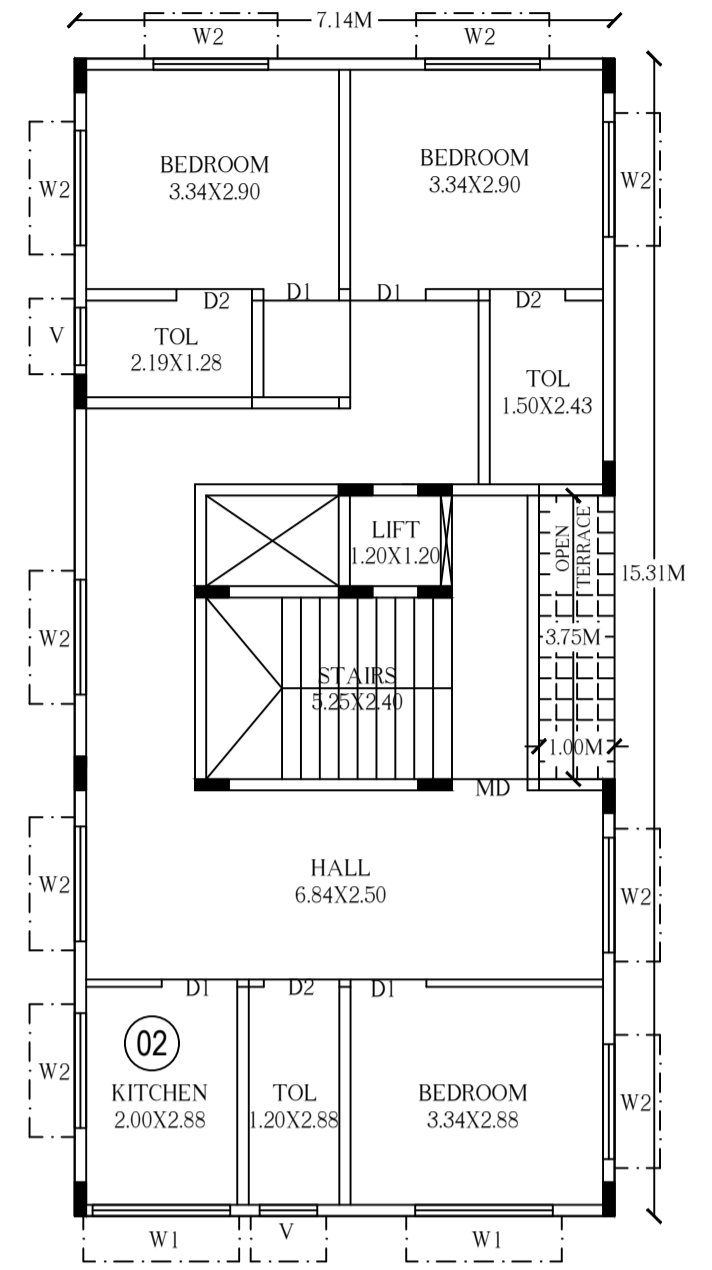 7.14M
W2
W2
BEDROOM
3.34X2.90
BEDROOM
3.34X2.90
W2
W2
D2
D1
D1
D2
V
TOL
2.19X1.28
TOL
1.50X2.43
LIFT
1.20X1.20
OPEN
TERRACE
15.31M
W2
3.75M
STAIRS
5.25X2.40
1.00M
MD
HALL
6.84X2.50
W2
W2
D1
D2
D1
02
W2
KITCHEN
2.00X2.88
TOL
1.20X2.88
BEDROOM
3.34X2.88
W2
W1
V
W1